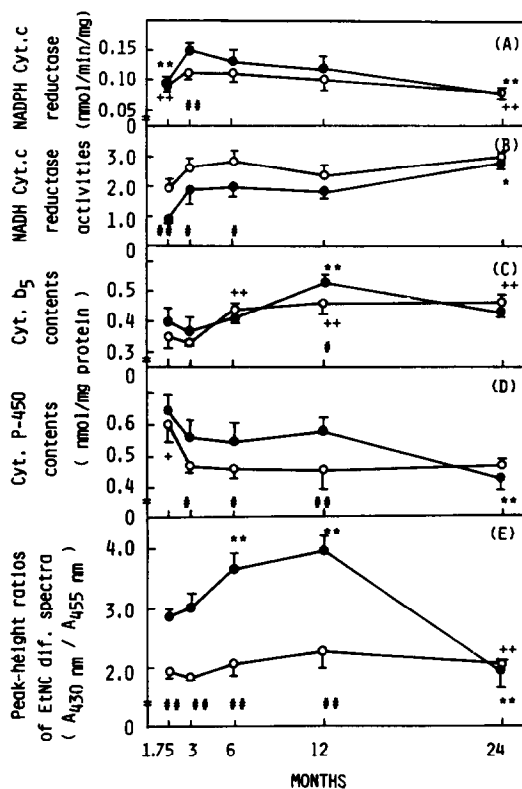 NADPH Cyt.c reductase (nmol/min/mg)
(A)
0.15
0.10
0.05
0
** ** 
++ ## ++
NADH Cyt.c reductase activities
(B)
3.0
2.0
1.0
0
*
## # #
Cyt. b5 contents
(C)
0.5
0.4
0.3
0
** 
++ ++
++
#
( nmol/mg protein)
Cyt. P-450 contents
(D)
0.6
0.5
0.4
0
+
# # ## **
Peak-height ratios of EtNC dif. spectra ( A430 nm / A455 nm )
(E)
4.0
3.0
2.0
0
** **
++
## ## ## ## **
1.75 3 6 12 24
MONTHS